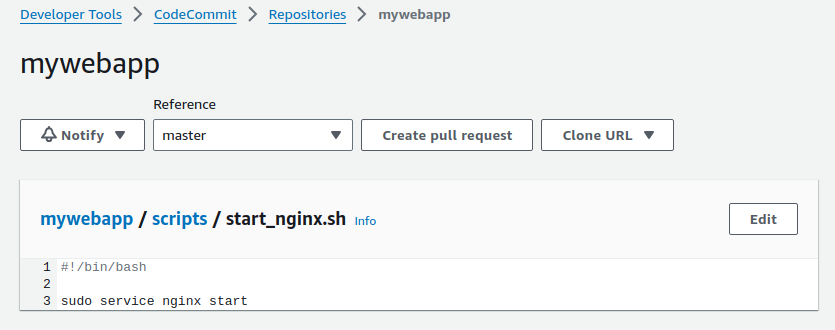 Developer Tools > CodeCommit > Repositories > mywebapp
mywebapp
Reference
Notify master Create pull request Clone URL
mywebapp / scripts / start_nginx.sh Info Edit
1 #!/bin/bash
2
3 sudo service nginx start